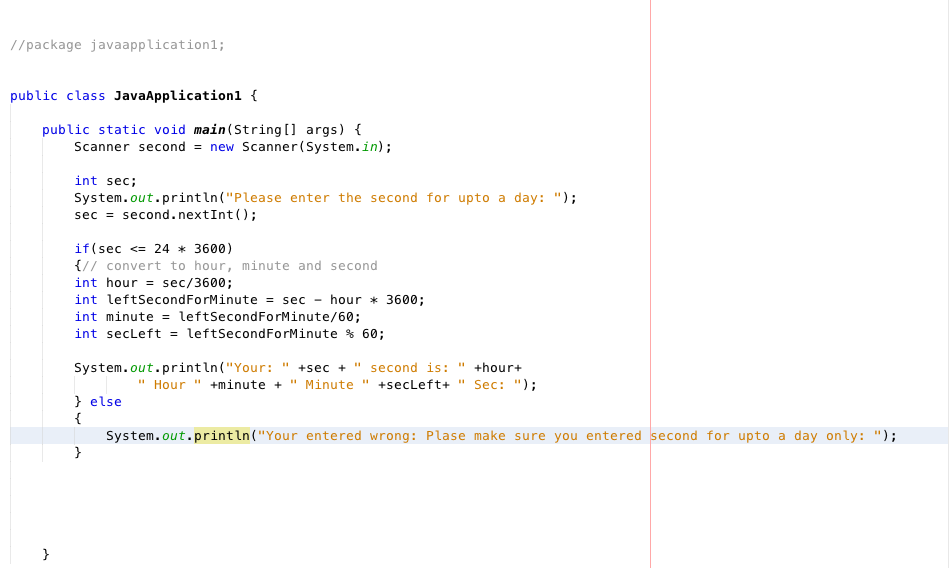 //package javaapplication1;
public class JavaApplication1 {
public static void main(String[] args) {
Scanner second = new Scanner(System.in);
int sec;
System.out.println("Please enter the second for upto a day: ");
sec = second.nextInt();
if(sec <= 24 * 3600)
{// convert to hour, minute and second
int hour = sec/3600;
int leftSecondForMinute = sec - hour * 3600;
int minute = leftSecondForMinute/60;
int secLeft = leftSecondForMinute % 60;
System.out.println("Your: " +sec + " second is: " +hour+
" Hour " +minute + " Minute " +secLeft+ " Sec: ");
} else
{
System.out.println("Your entered wrong: Plase make sure you entered second for upto a day only: ");
}
}